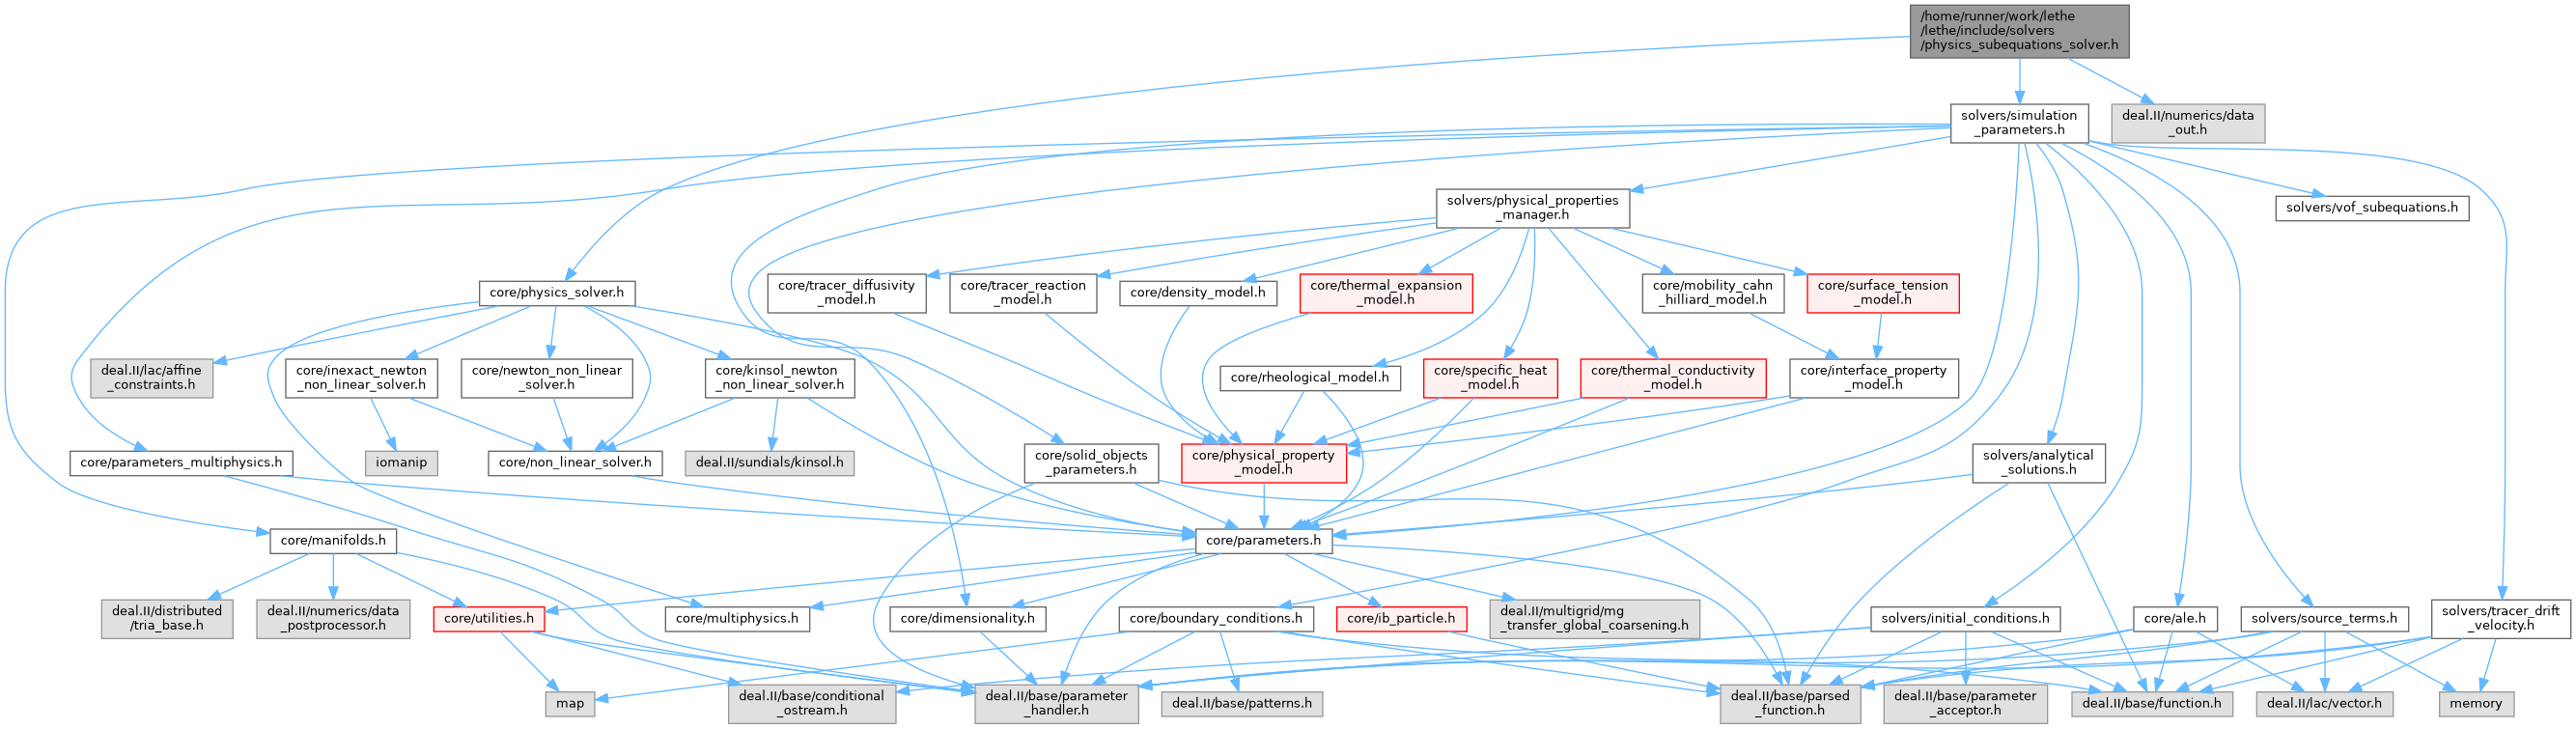 /home/runner/work/lethe
/lethe/include/solvers
/physics_subequations_solver.h
solvers/simulation
_parameters.h
deal.II/numerics/data
_out.h
solvers/physical_properties
_manager.h
solvers/vof_subequations.h
core/physics_solver.h
core/tracer_diffusivity
_model.h
core/tracer_reaction
_model.h
core/density_model.h
core/thermal_expansion
_model.h
core/mobility_cahn
_hilliard_model.h
core/surface_tension
_model.h
deal.II/lac/affine
_constraints.h
core/inexact_newton
_non_linear_solver.h
core/newton_non_linear
_solver.h
core/kinsol_newton
_non_linear_solver.h
core/rheological_model.h
core/specific_heat
_model.h
core/thermal_conductivity
_model.h
core/interface_property
_model.h
core/parameters_multiphysics.h
iomanip
core/non_linear_solver.h
deal.II/sundials/kinsol.h
core/solid_objects
_parameters.h
core/physical_property
_model.h
solvers/analytical
_solutions.h
core/manifolds.h
core/parameters.h
deal.II/distributed
/tria_base.h
deal.II/numerics/data
_postprocessor.h
core/utilities.h
core/multiphysics.h
core/dimensionality.h
core/boundary_conditions.h
core/ib_particle.h
deal.II/multigrid/mg
_transfer_global_coarsening.h
solvers/initial_conditions.h
core/ale.h
solvers/source_terms.h
solvers/tracer_drift
_velocity.h
map
deal.II/base/conditional
_ostream.h
deal.II/base/parameter
_handler.h
deal.II/base/patterns.h
deal.II/base/parsed
_function.h
deal.II/base/parameter
_acceptor.h
deal.II/base/function.h
deal.II/lac/vector.h
memory